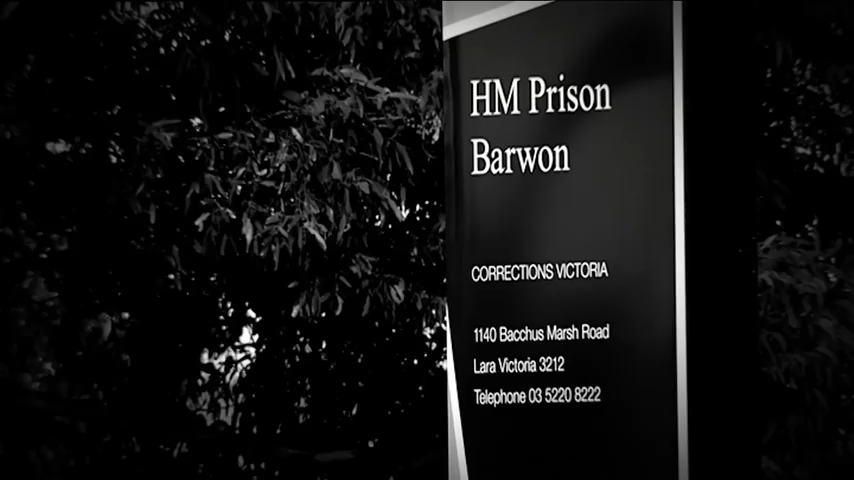 HM Prison
Barwon
CORRECTIONS VICTORIA
1140 Bacchus Marsh Road
Lara Victoria 3212
Telephone 03 5220 8222